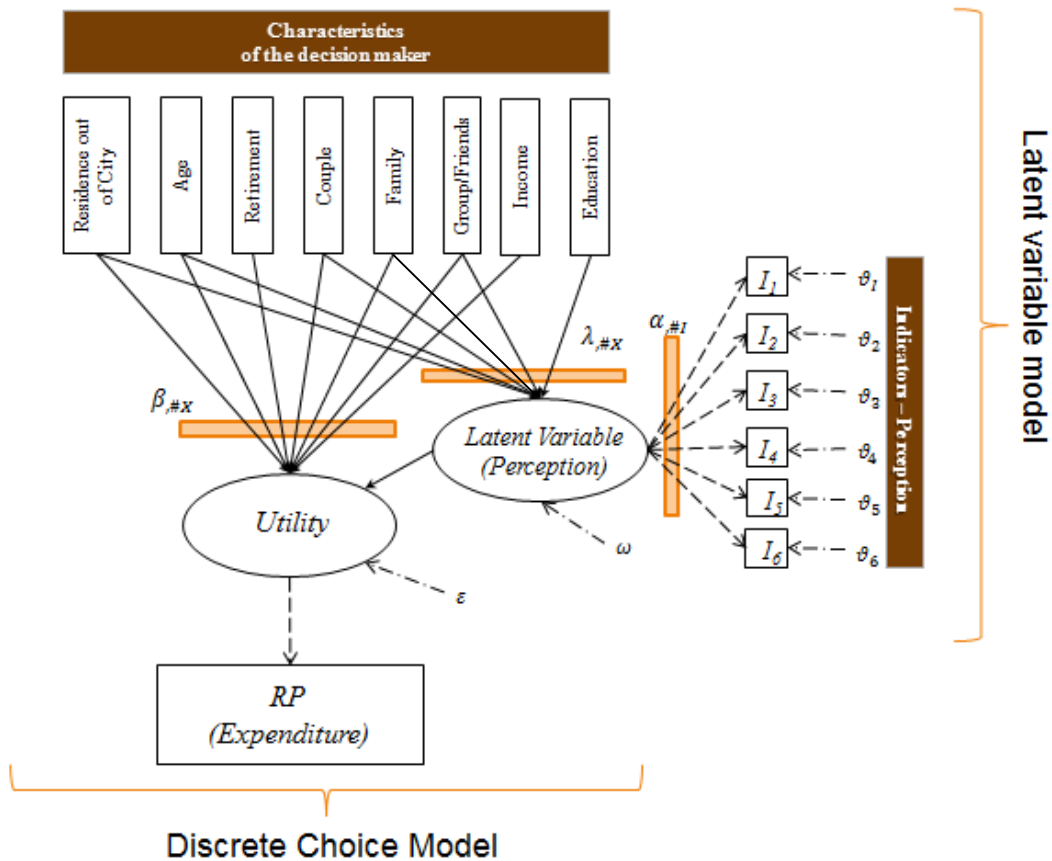 Characteristics
of the decision maker
Residence out
of City
Age
Retirement
Couple
Family
Group/Friends
Income
Education
Latent variable model
I₁
ϑ₁
I₂
ϑ₂
I₃
ϑ₃
I₄
ϑ₄
I₅
ϑ₅
I₆
ϑ₆
Indicators – Perception
α,#I
λ,#X
β,#X
Latent Variable
(Perception)
Utility
ω
ε
RP
(Expenditure)
Discrete Choice Model